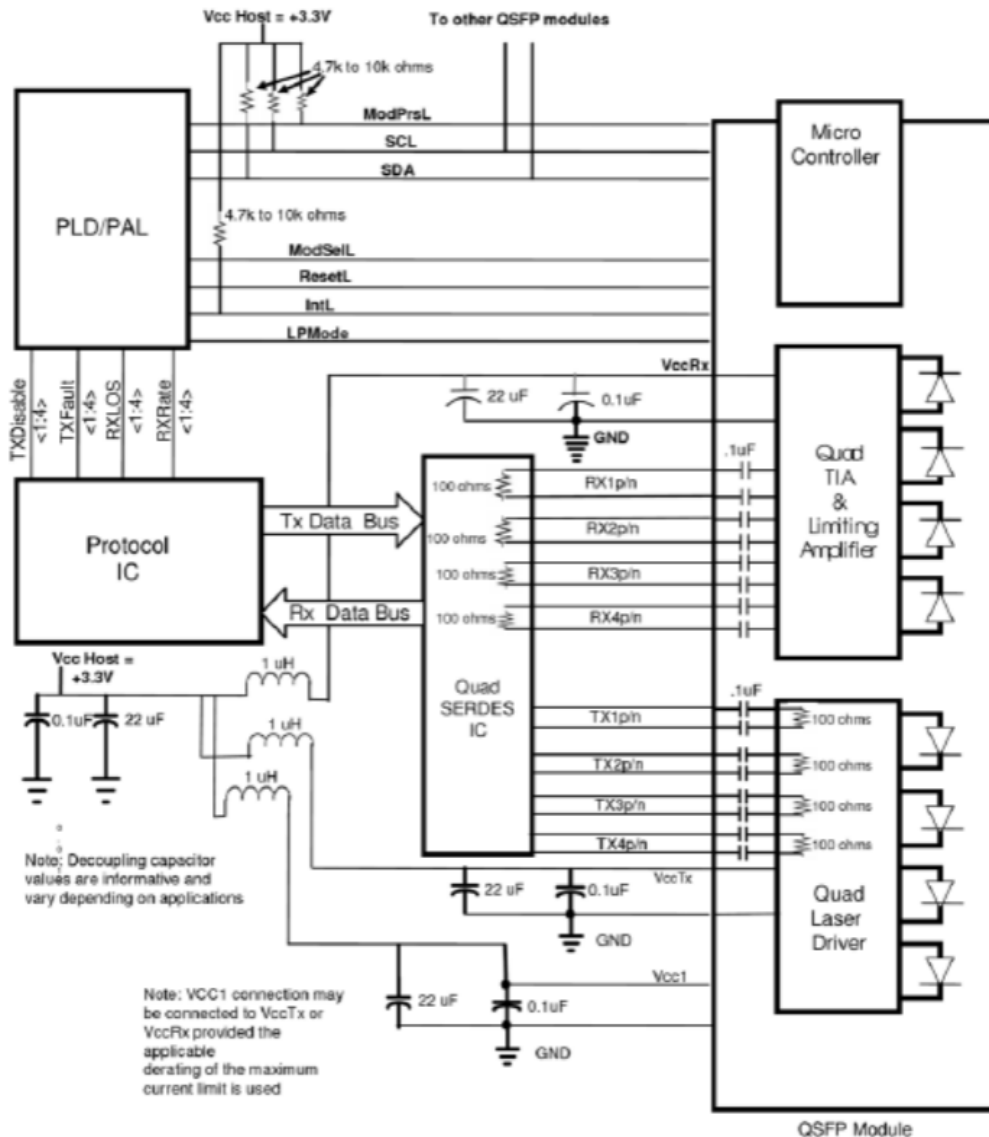 Vcc Host = +3.3V
To other QSFP modules
4.7k to 10k ohms
ModPrsL
SCL
SDA
Micro
Controller
PLD/PAL
4.7k to 10k ohms
ModSelL
ResetL
IntL
LPMode
TXDisable
<1:4>
TXFault
<1:4>
RXLOS
<1:4>
RXRate
<1:4>
VccRx
22 uF
0.1uF
GND
.1uF
Quad
TIA
&
Limiting
Amplifier
100 ohms
RX1p/n
100 ohms
RX2p/n
100 ohms
RX3p/n
100 ohms
RX4p/n
Protocol
IC
Tx Data Bus
Rx Data Bus
Vcc Host =
+3.3V
0.1uF
22 uF
1 uH
1 uH
1 uH
Quad
SERDES
IC
.1uF
TX1p/n
100 ohms
TX2p/n
100 ohms
TX3p/n
100 ohms
TX4p/n
100 ohms
Note: Decoupling capacitor
values are informative and
vary depending on applications
VccTx
22 uF
0.1uF
GND
Quad
Laser
Driver
Vcc1
22 uF
0.1uF
GND
Note: VCC1 connection may
be connected to VccTx or
VccRx provided the
applicable
derating of the maximum
current limit is used
QSFP Module